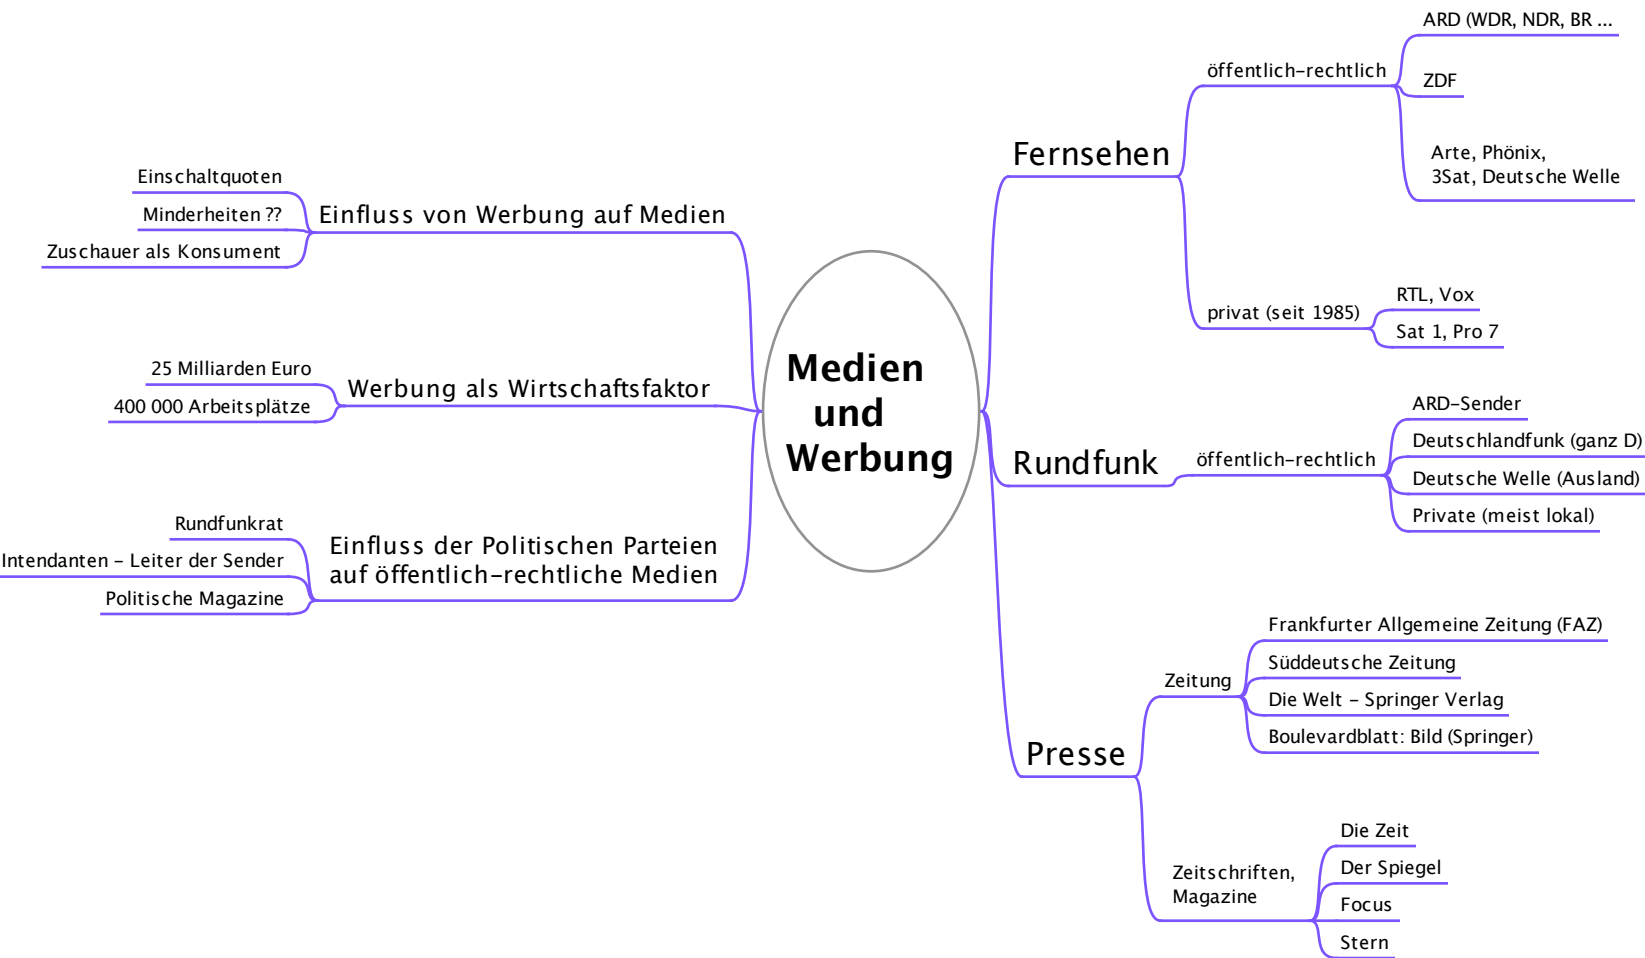 Medien
und
Werbung
Einfluss von Werbung auf Medien
Einschaltquoten
Minderheiten ??
Zuschauer als Konsument
Werbung als Wirtschaftsfaktor
25 Milliarden Euro
400 000 Arbeitsplätze
Einfluss der Politischen Parteien
auf öffentlich-rechtliche Medien
Rundfunkrat
Intendanten - Leiter der Sender
Politische Magazine
Fernsehen
öffentlich-rechtlich
ARD (WDR, NDR, BR ...
ZDF
Arte, Phönix,
3Sat, Deutsche Welle
privat (seit 1985)
RTL, Vox
Sat 1, Pro 7
Rundfunk
öffentlich-rechtlich
ARD-Sender
Deutschlandfunk (ganz D)
Deutsche Welle (Ausland)
Private (meist lokal)
Presse
Zeitung
Frankfurter Allgemeine Zeitung (FAZ)
Süddeutsche Zeitung
Die Welt - Springer Verlag
Boulevardblatt: Bild (Springer)
Zeitschriften,
Magazine
Die Zeit
Der Spiegel
Focus
Stern